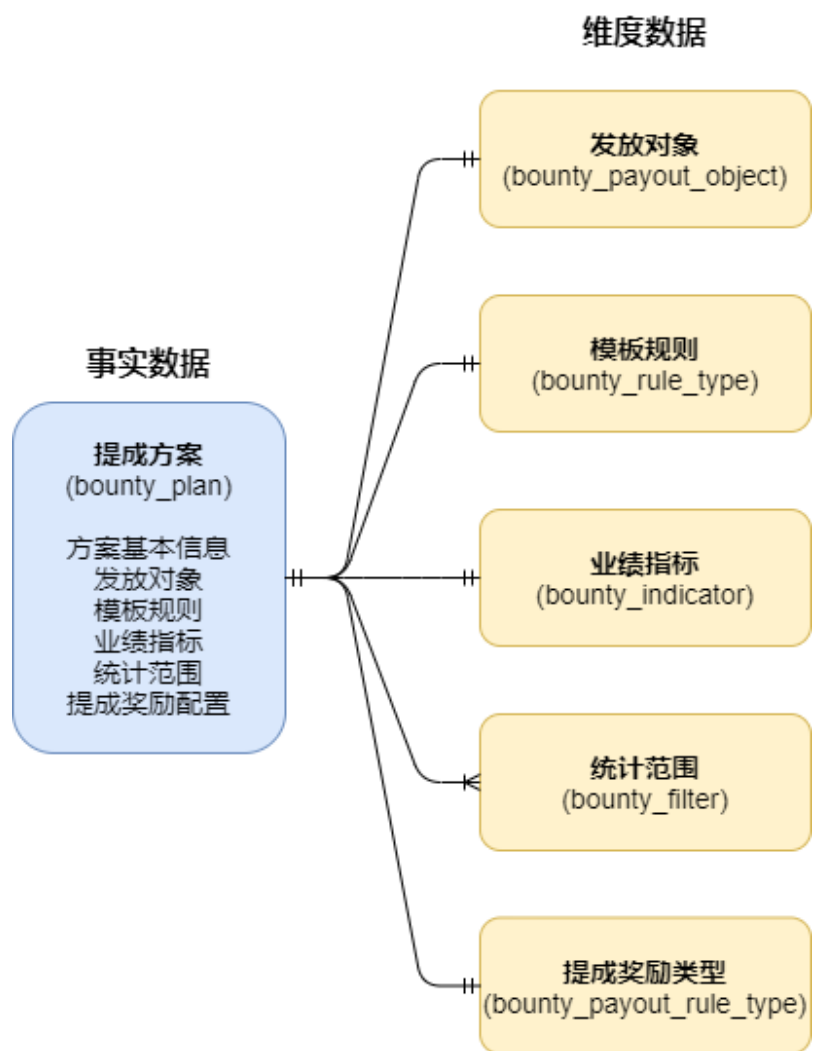 维度数据
发放对象
(bounty_payout_object)
模板规则
(bounty_rule_type)
事实数据
提成方案
(bounty_plan)
方案基本信息
发放对象
模板规则
业绩指标
统计范围
提成奖励配置
业绩指标
(bounty_indicator)
统计范围
(bounty_filter)
提成奖励类型
(bounty_payout_rule_type)